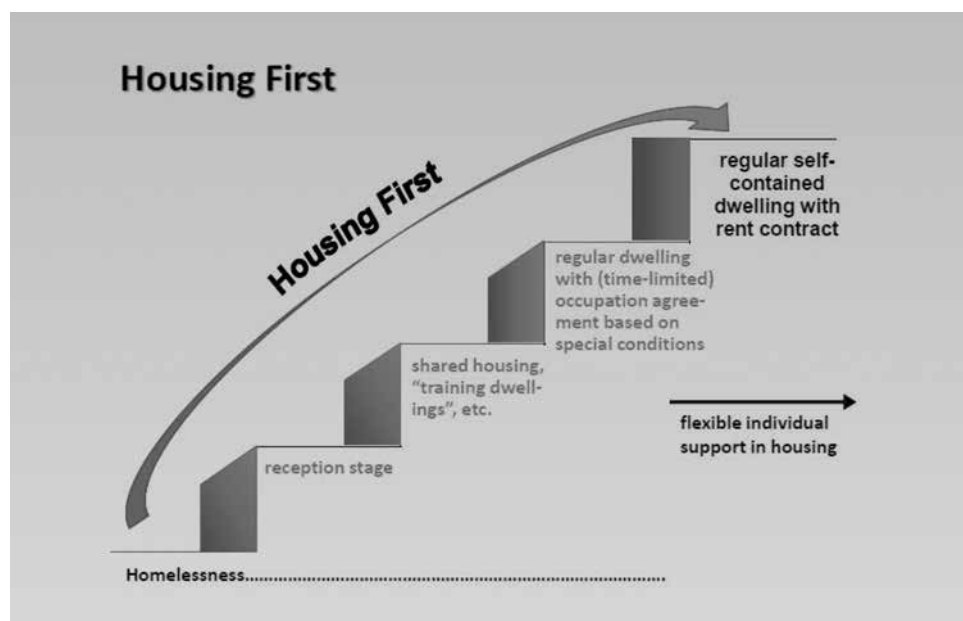 Housing First
Housing First
regular self-
contained
dwelling with
rent contract
regular dwelling
with (time-limited)
occupation agree-
ment based on
special conditions
shared housing,
"training dwell-
ings", etc.
flexible individual
support in housing
reception stage
Homelessness..........................................................................................